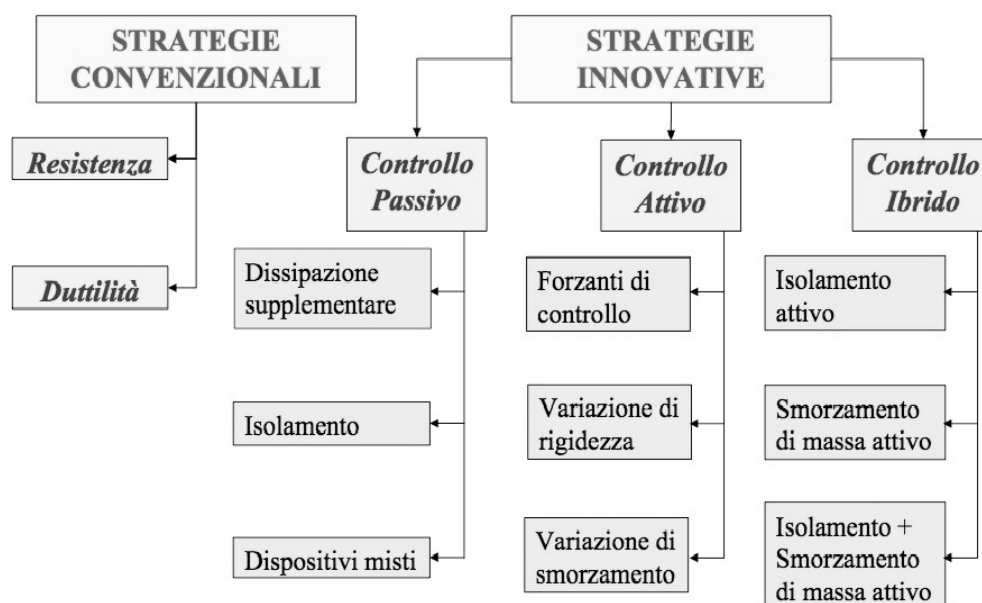 STRATEGIE
CONVENZIONALI
Resistenza
Duttilità
STRATEGIE
INNOVATIVE
Controllo
Passivo
Dissipazione
supplementare
Isolamento
Dispositivi misti
Controllo
Attivo
Forzanti di
controllo
Variazione di
rigidezza
Variazione di
smorzamento
Controllo
Ibrido
Isolamento
attivo
Smorzamento
di massa attivo
Isolamento +
Smorzamento
di massa attivo